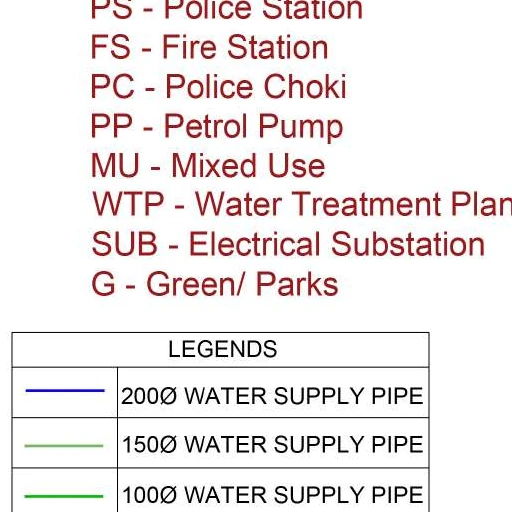 PS - Police Station
FS - Fire Station
PC - Police Choki
PP - Petrol Pump
MU - Mixed Use
WTP - Water Treatment Plan
SUB - Electrical Substation
G - Green/ Parks
LEGENDS
200Ø WATER SUPPLY PIPE
150Ø WATER SUPPLY PIPE
100Ø WATER SUPPLY PIPE